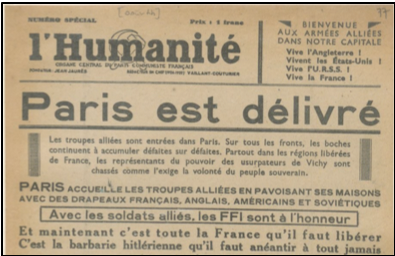 NUMÉRO SPÉCIAL
Prix : 1 franc
77
l'Humanité
ORGANE CENTRAL DU PARTI COMMUNISTE FRANÇAIS
JEAN JAURÈS
VAILLANT-COUTURIER
BIENVENUE
AUX ARMÉES ALLIÉES
DANS NOTRE CAPITALE
Vive l'Angleterre !
Vivent les États-Unis !
Vive l'U.R.S.S. !
Vive la France !
Paris est délivré
Les troupes alliées sont entrées dans Paris. Sur tous les fronts, les boches
continuent à accumuler défaites sur défaites. Partout dans les régions libérées
de France, les représentants du pouvoir des usurpateurs de Vichy sont
chassés comme l'exige la volonté du peuple souverain.
PARIS ACCUEILLE LES TROUPES ALLIÉES EN PAVOISANT SES MAISONS
AVEC DES DRAPEAUX FRANÇAIS, ANGLAIS, AMÉRICAINS ET SOVIÉTIQUES
Avec les soldats alliés, les FFI sont à l'honneur
Et maintenant c'est toute la France qu'il faut libérer
C'est la barbarie hitlérienne qu'il faut anéantir à tout jamais